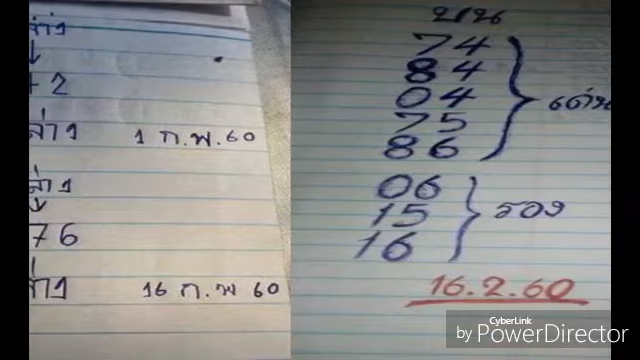 ล่าง
↓
42
ล่าง 1 ก.พ.60
ล่าง
↓
76
ล่าง 16 ก.พ 60
บน
74
84
04
75
86
เด่น
06
15
16
รอง
16.2.60
CyberLink
by PowerDirector